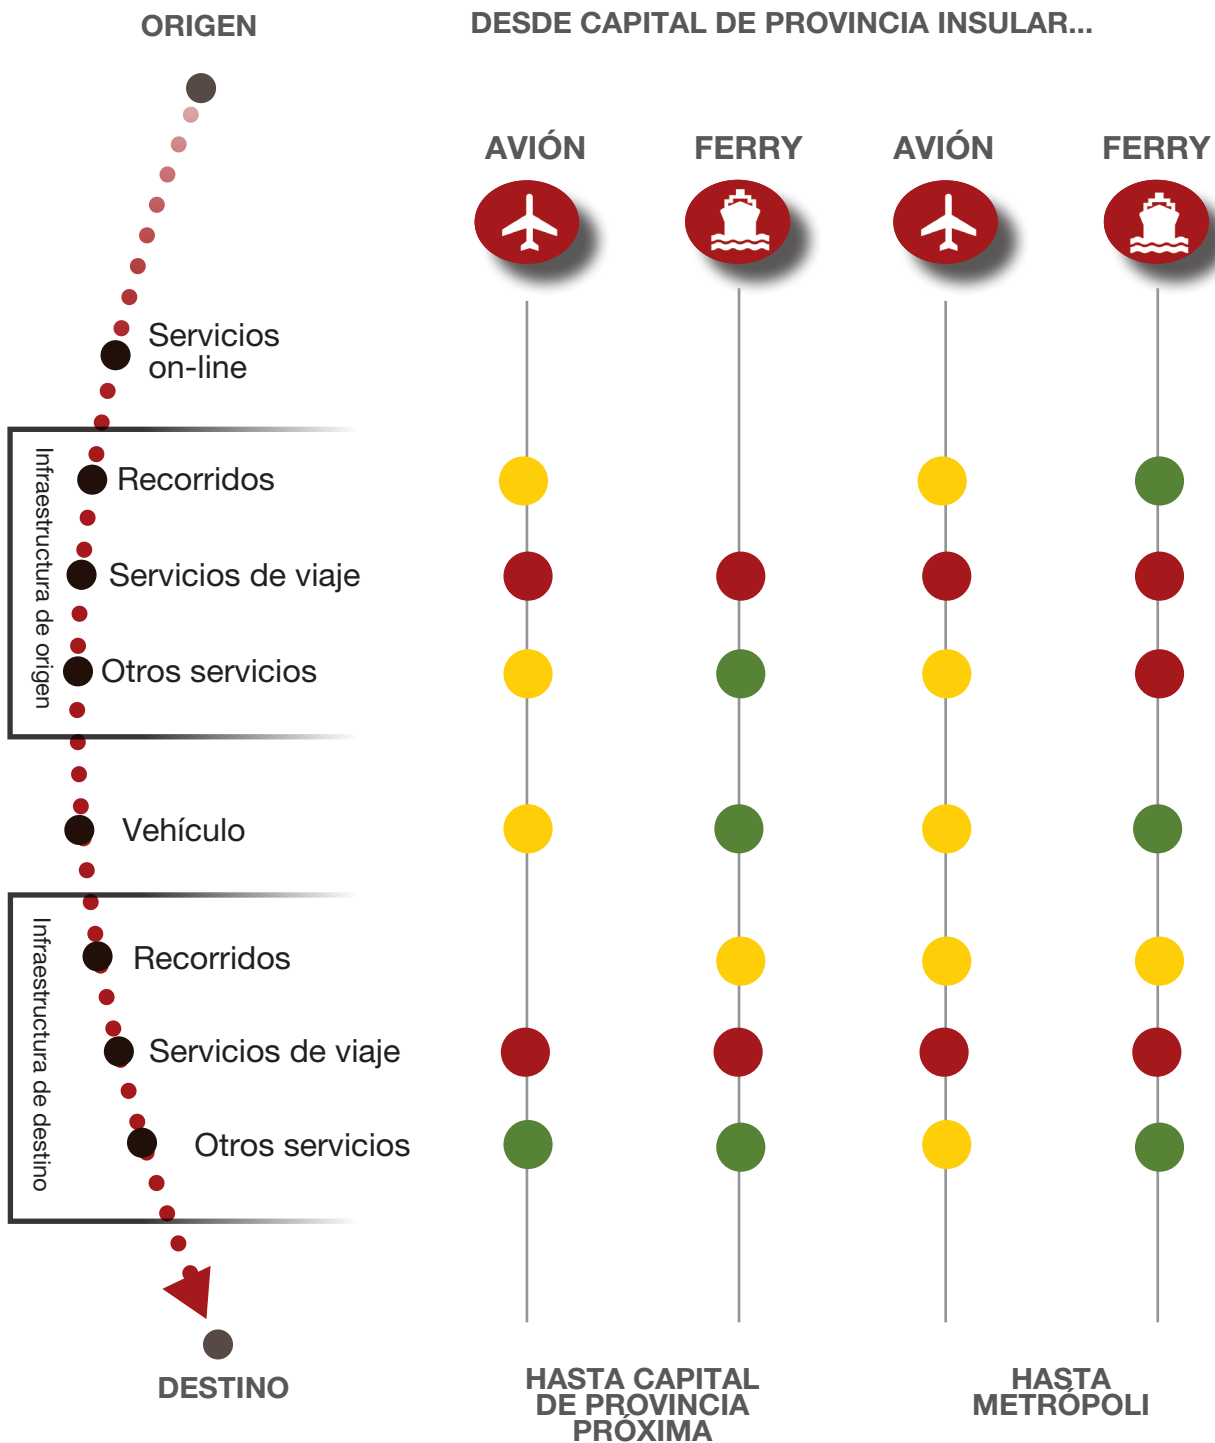 ORIGEN
DESDE CAPITAL DE PROVINCIA INSULAR...
AVIÓN
FERRY
AVIÓN
FERRY
Servicios
on-line
Infraestructura de origen
Recorridos
Servicios de viaje
Otros servicios
Vehículo
Infraestructura de destino
Recorridos
Servicios de viaje
Otros servicios
DESTINO
HASTA CAPITAL
DE PROVINCIA
PRÓXIMA
HASTA
METRÓPOLI